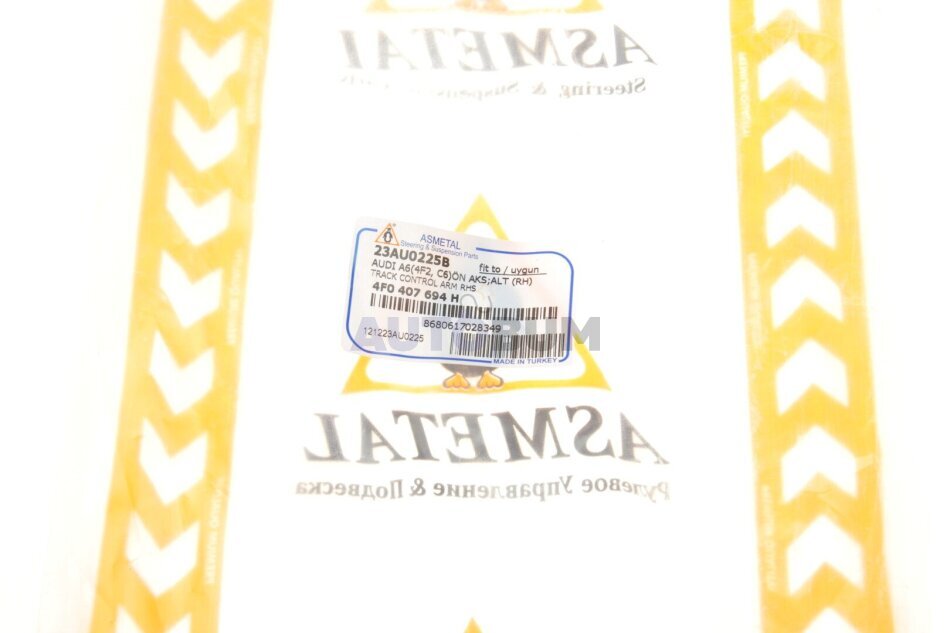 ASMETAL
Steering & Suspension Parts
ASMETAL
Steering & Suspension Parts
23AU0225B
fit to / uygun
AUDI A6(4F2, C6)ÖN AKS;ALT (RH)
TRACK CONTROL ARM RHS
4F0 407 694 H
8680617028349
121223AU0225
MADE IN TURKEY
AUTOBUM
ASMETAL
Рулевое Управление & Подвеска